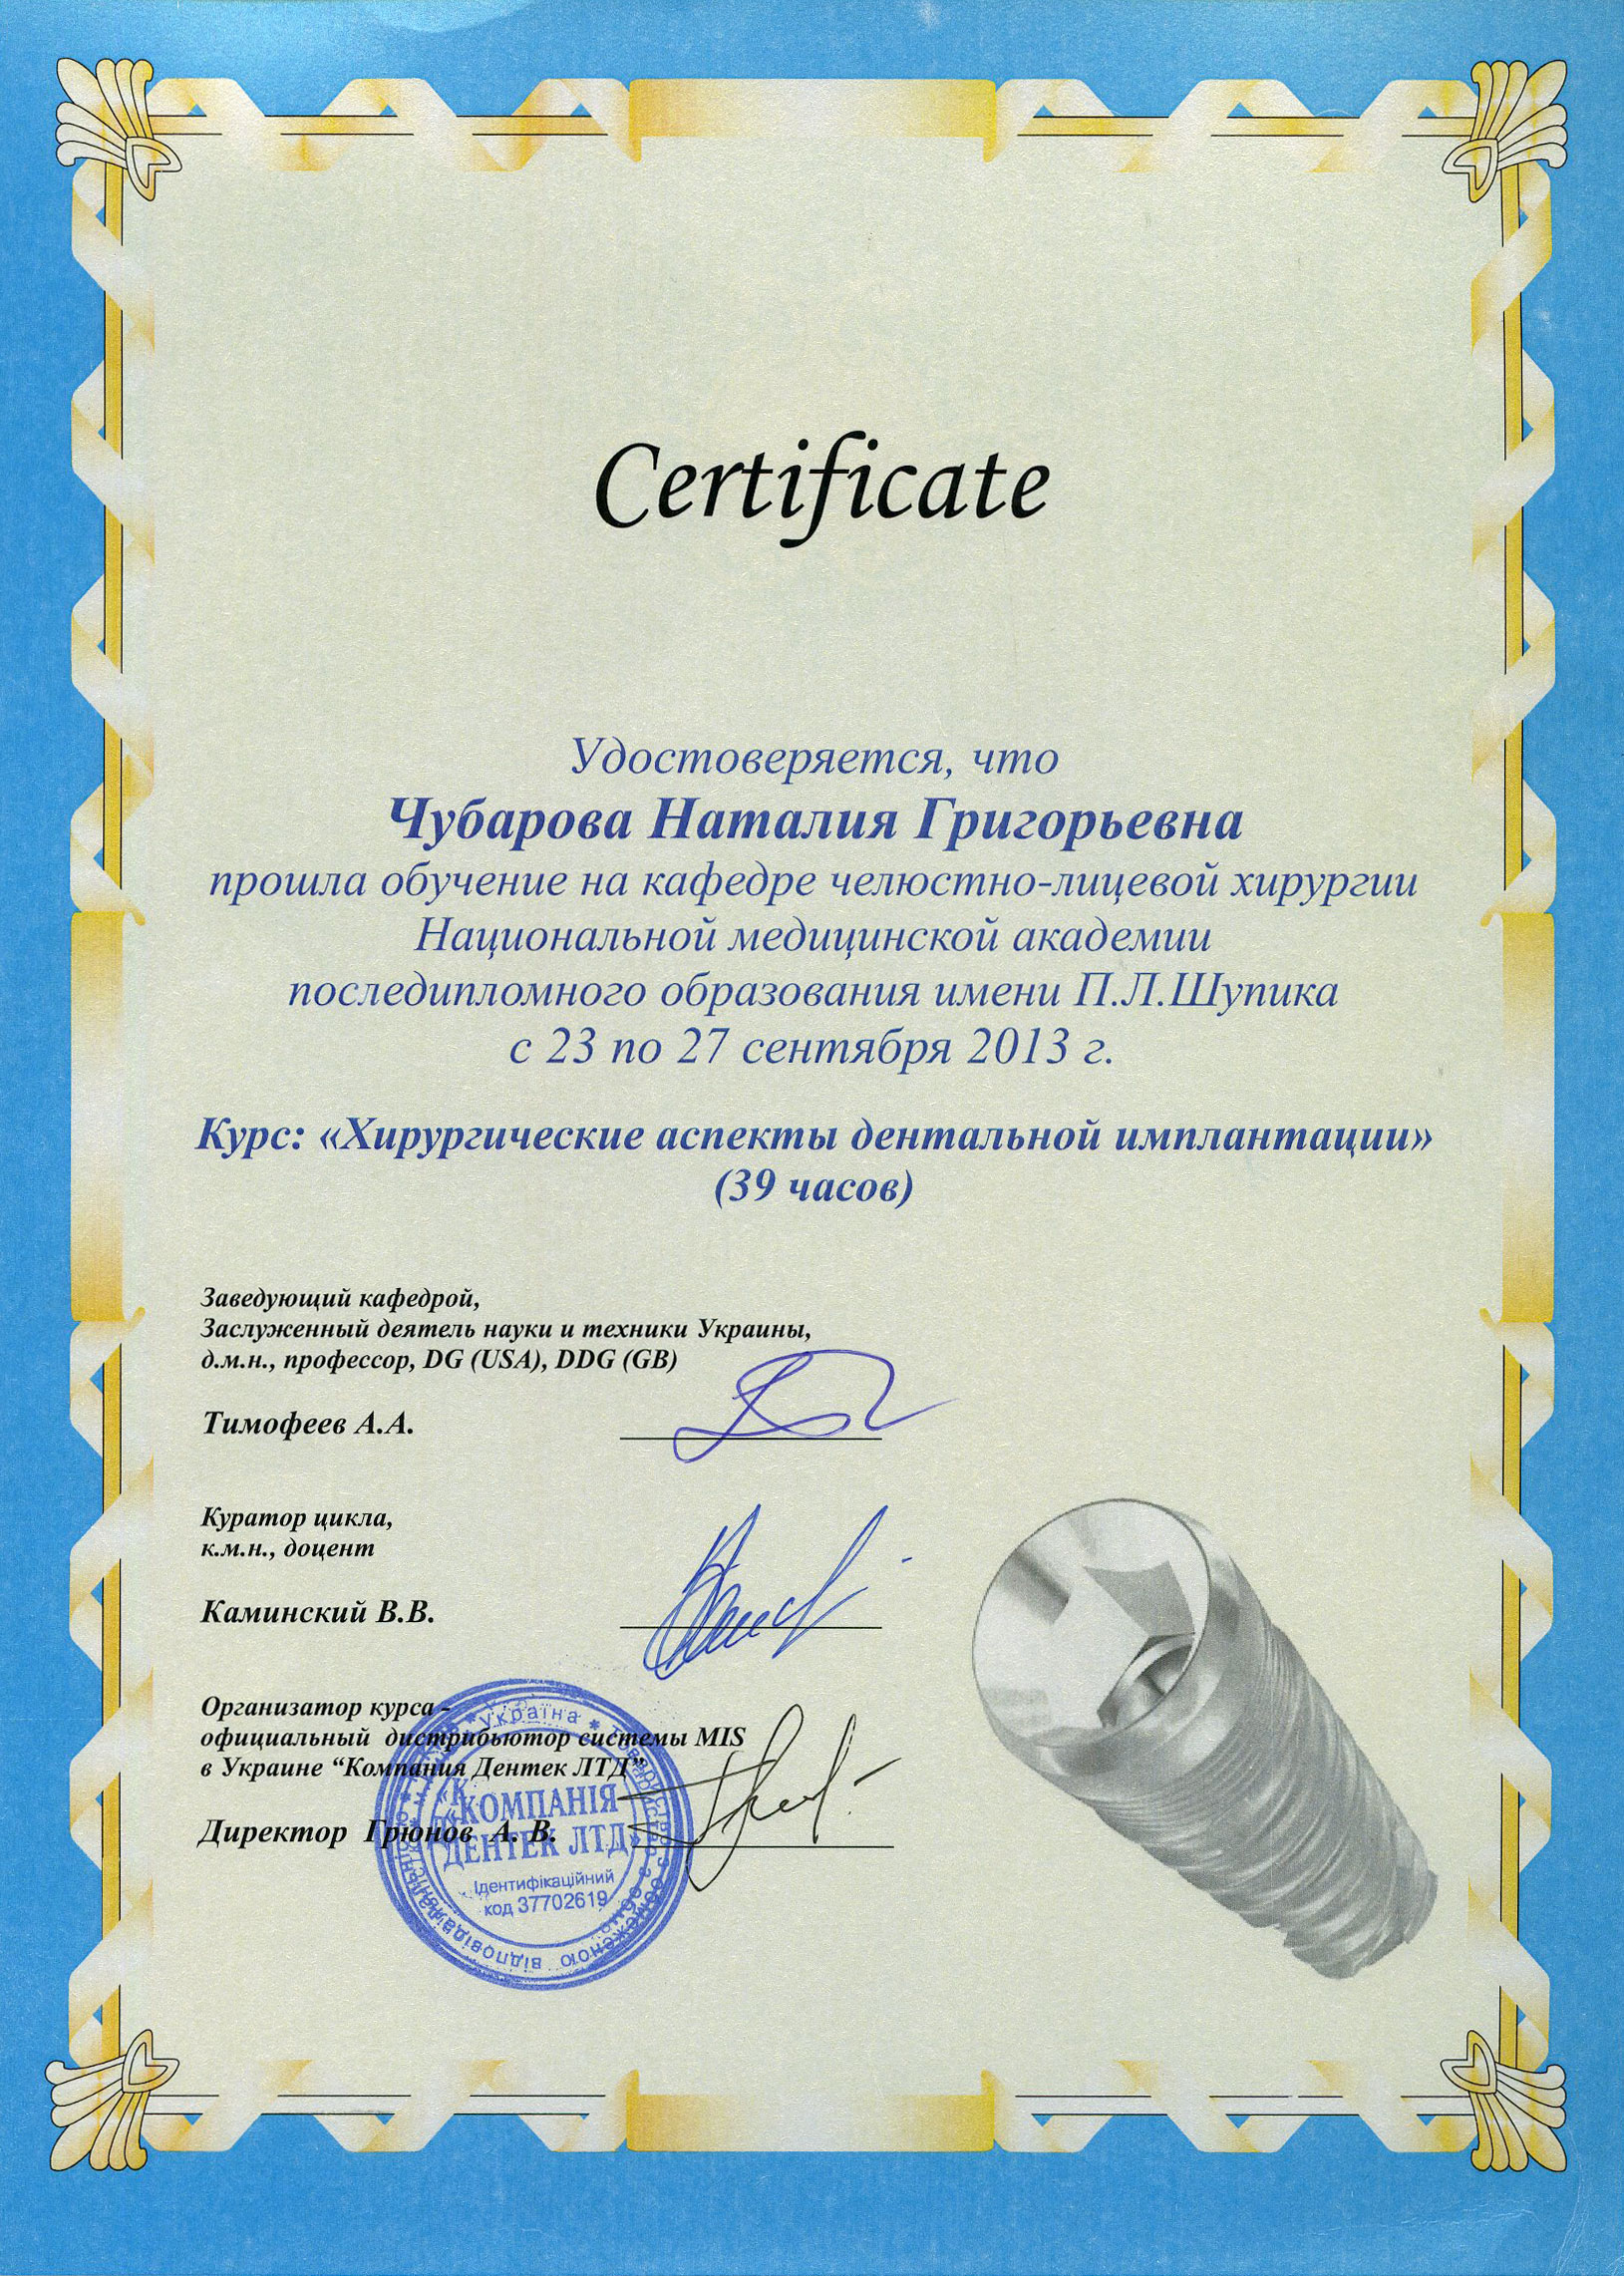 Certificate
Удостоверяется, что
Чубарова Наталия Григорьевна
прошла обучение на кафедре челюстно-лицевой хирургии
Национальной медицинской академии
последипломного образования имени П.Л.Шупика
с 23 по 27 сентября 2013 г.
Курс: «Хирургические аспекты дентальной имплантации»
(39 часов)
Заведующий кафедрой,
Заслуженный деятель науки и техники Украины,
д.м.н., профессор, DG (USA), DDG (GB)
Тимофеев А.А.
Куратор цикла,
к.м.н., доцент
Каминский В.В.
Организатор курса -
официальный дистрибьютор системы MIS
в Украине “Компания Дентек ЛТД”
Директор Грюнов А. В.
Україна * Товариство з обмеженою відповідальністю
«КОМПАНІЯ
ДЕНТЕК ЛТД»
Ідентифікаційний
код 37702619